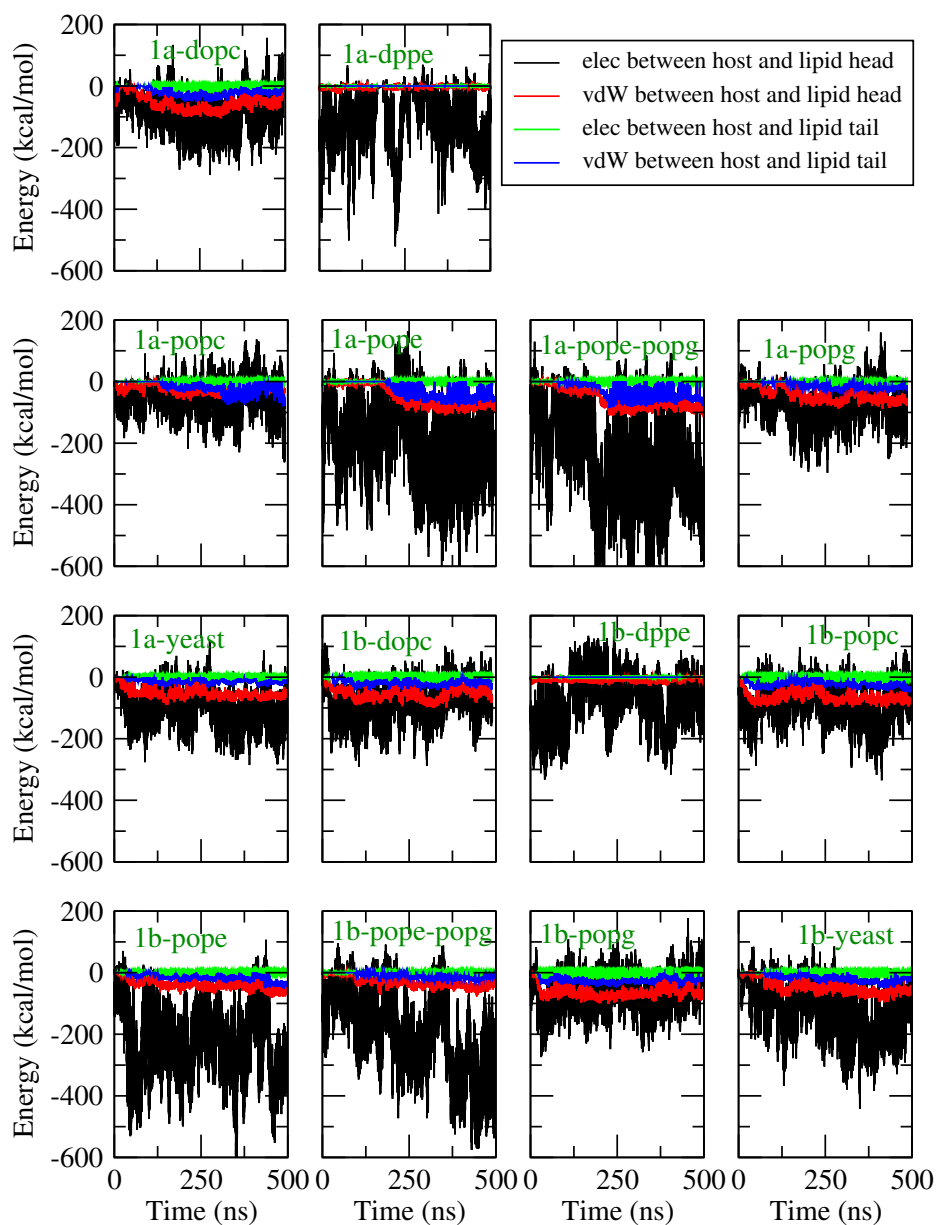 200
0
-200
-400
-600
Energy (kcal/mol)
1a-dopc
1a-dppe
elec between host and lipid head
vdW between host and lipid head
elec between host and lipid tail
vdW between host and lipid tail
200
0
-200
-400
-600
Energy (kcal/mol)
1a-popc
1a-pope
1a-pope-popg
1a-popg
200
0
-200
-400
-600
Energy (kcal/mol)
1a-yeast
1b-dopc
1b-dppe
1b-popc
200
0
-200
-400
-600
Energy (kcal/mol)
1b-pope
1b-pope-popg
1b-popg
1b-yeast
0 250 500 0 250 500 0 250 500 0 250 500
Time (ns) Time (ns) Time (ns) Time (ns)